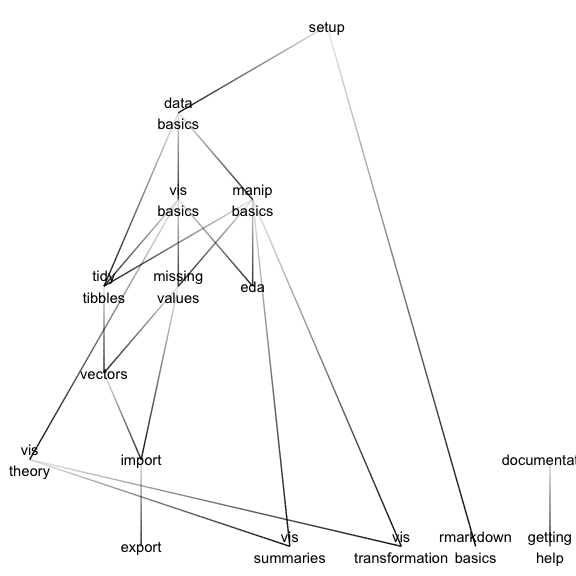 setup
data
basics
vis
basics
manip
basics
tidy
tibbles
missing
values
eda
vectors
vis
theory
import
documentat
export
vis
summaries
vis
transformation
rmarkdown
basics
getting
help